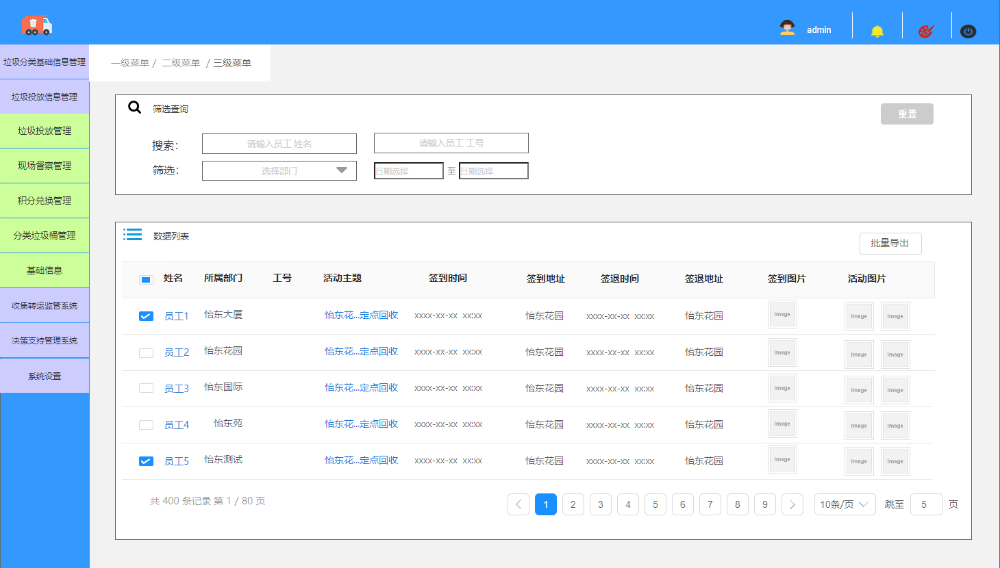 admin
垃圾分类基础信息管理
垃圾投放信息管理
垃圾投放管理
现场督察管理
积分兑换管理
分类垃圾桶管理
基础信息
收集转运监管系统
决策支持管理系统
系统设置
一级菜单 / 二级菜单 / 三级菜单
筛选查询
重置
搜索： 请输入员工 姓名 请输入员工 工号
筛选： 选择部门 日期选择 至 日期选择
数据列表
批量导出
姓名 所属部门 工号 活动主题 签到时间 签到地址 签退时间 签退地址 签到图片 活动图片
员工1 怡东大厦 怡东花...定点回收 xxxx-xx-xx xx:xx 怡东花园 xxxx-xx-xx xx:xx 怡东花园 Image Image Image
员工2 怡东花园 怡东花...定点回收 xxxx-xx-xx xx:xx 怡东花园 xxxx-xx-xx xx:xx 怡东花园 Image Image Image
员工3 怡东国际 怡东花...定点回收 xxxx-xx-xx xx:xx 怡东花园 xxxx-xx-xx xx:xx 怡东花园 Image Image Image
员工4 怡东苑 怡东花...定点回收 xxxx-xx-xx xx:xx 怡东花园 xxxx-xx-xx xx:xx 怡东花园 Image Image Image
员工5 怡东测试 怡东花...定点回收 xxxx-xx-xx xx:xx 怡东花园 xxxx-xx-xx xx:xx 怡东花园 Image Image Image
共 400 条记录 第 1 / 80 页 1 2 3 4 5 6 7 8 9 10条/页 跳至 5 页